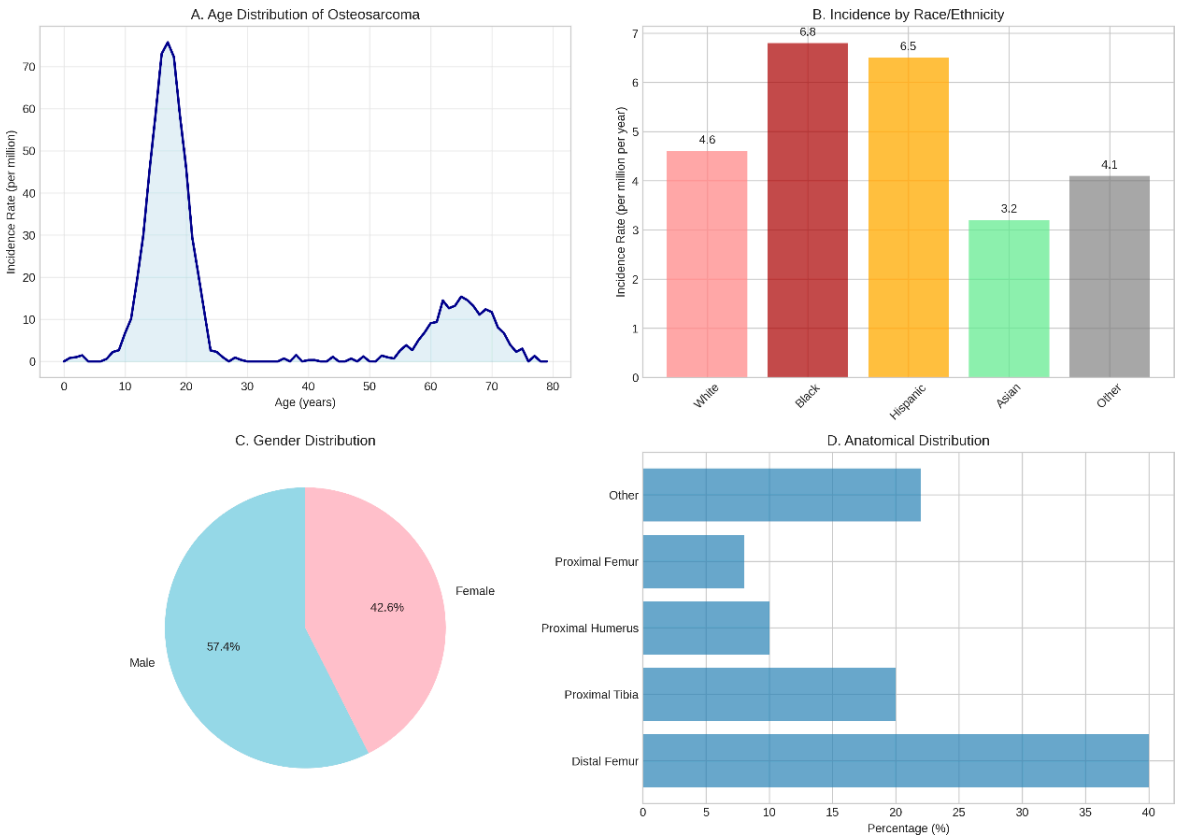 A. Age Distribution of Osteosarcoma
Incidence Rate (per million)
70
60
50
40
30
20
10
0
0 10 20 30 40 50 60 70 80
Age (years)
B. Incidence by Race/Ethnicity
Incidence Rate (per million per year)
7
6
5
4
3
2
1
0
4.6
6.8
6.5
3.2
4.1
White
Black
Hispanic
Asian
Other
C. Gender Distribution
Male
57.4%
42.6%
Female
D. Anatomical Distribution
Other
Proximal Femur
Proximal Humerus
Proximal Tibia
Distal Femur
0 5 10 15 20 25 30 35 40
Percentage (%)